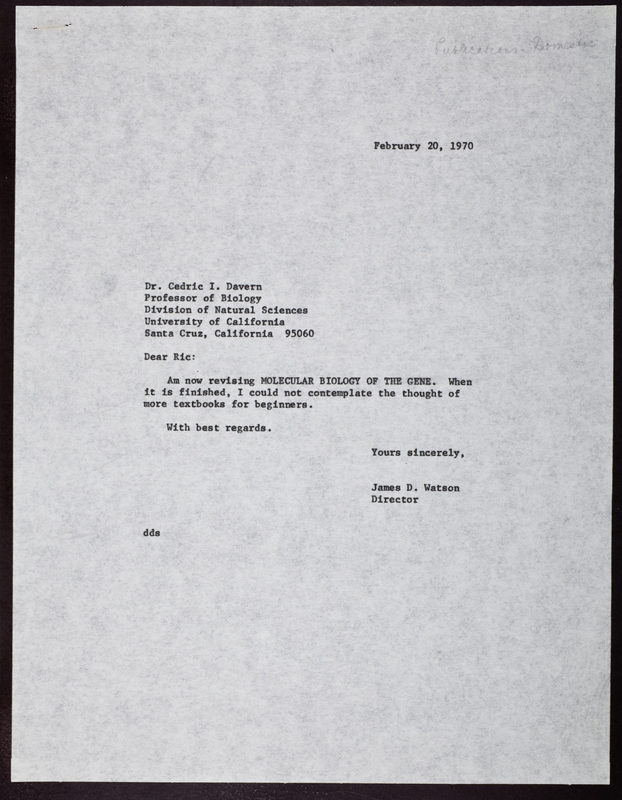 Publications - Domestic
February 20, 1970
Dr. Cedric I. Davern
Professor of Biology
Division of Natural Sciences
University of California
Santa Cruz, California 95060
Dear Ric:
Am now revising MOLECULAR BIOLOGY OF THE GENE. When
it is finished, I could not contemplate the thought of
more textbooks for beginners.
With best regards.
Yours sincerely,
James D. Watson
Director
dds